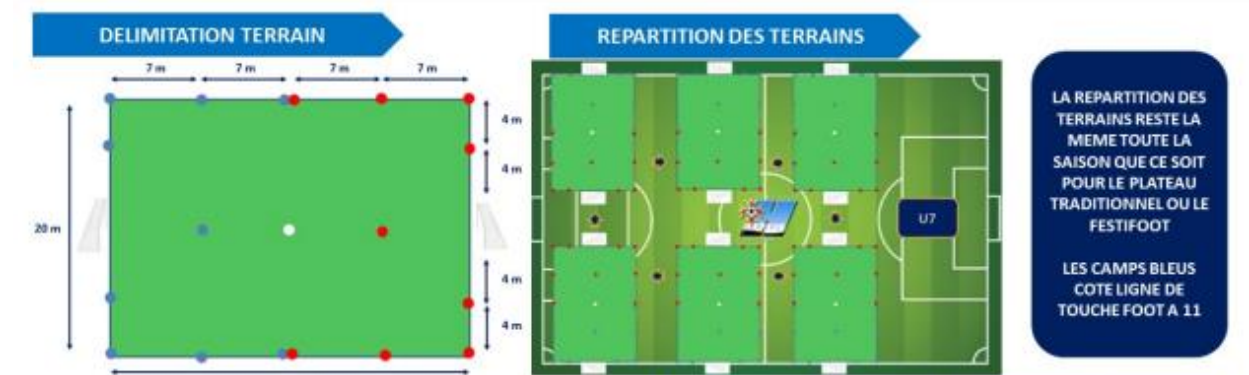 DELIMITATION TERRAIN
7 m 7 m 7 m 7 m
4 m
4 m
20 m
4 m
4 m
REPARTITION DES TERRAINS
U7
LA REPARTITION DES
TERRAINS RESTE LA
MEME TOUTE LA
SAISON QUE CE SOIT
POUR LE PLATEAU
TRADITIONNEL OU LE
FESTIFOOT
LES CAMPS BLEUS
COTE LIGNE DE
TOUCHE FOOT A 11